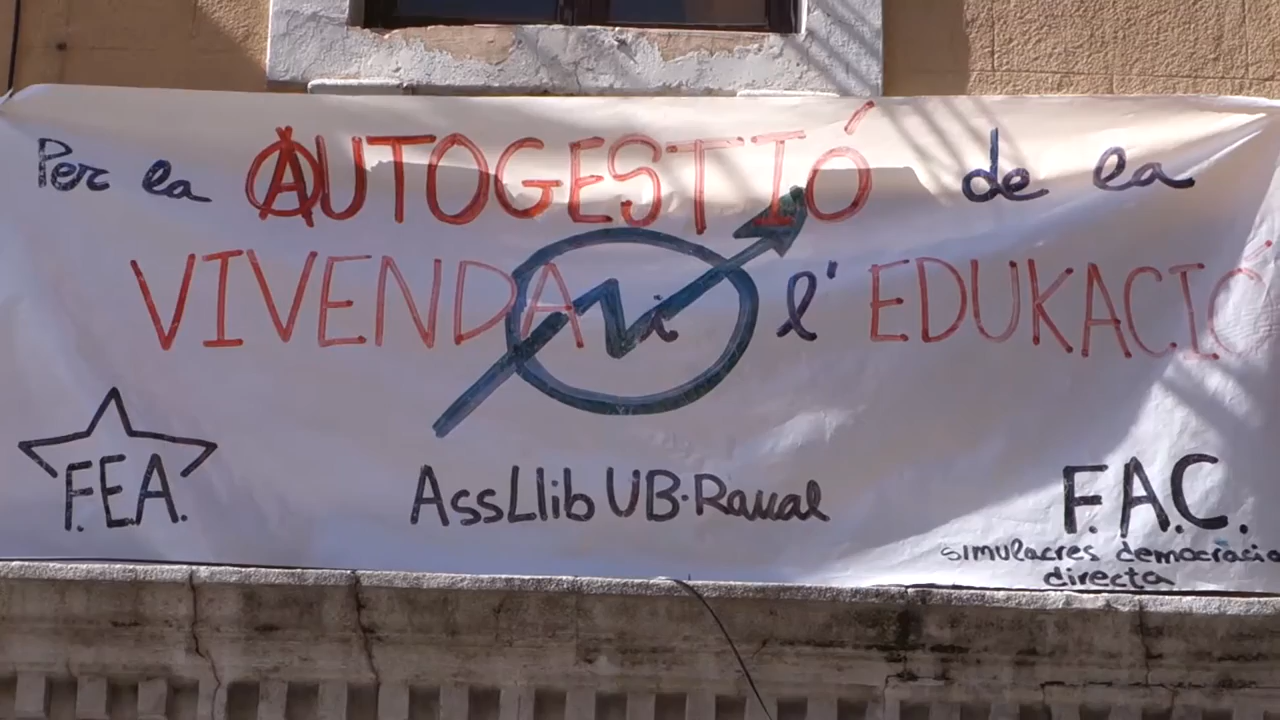 Per la AUTOGESTIÓ de la
VIVENDA i l' EDUKACIÓ
F.E.A.
AssLlib UB·Raval
F.A.C.
simulacres democràcia
directa